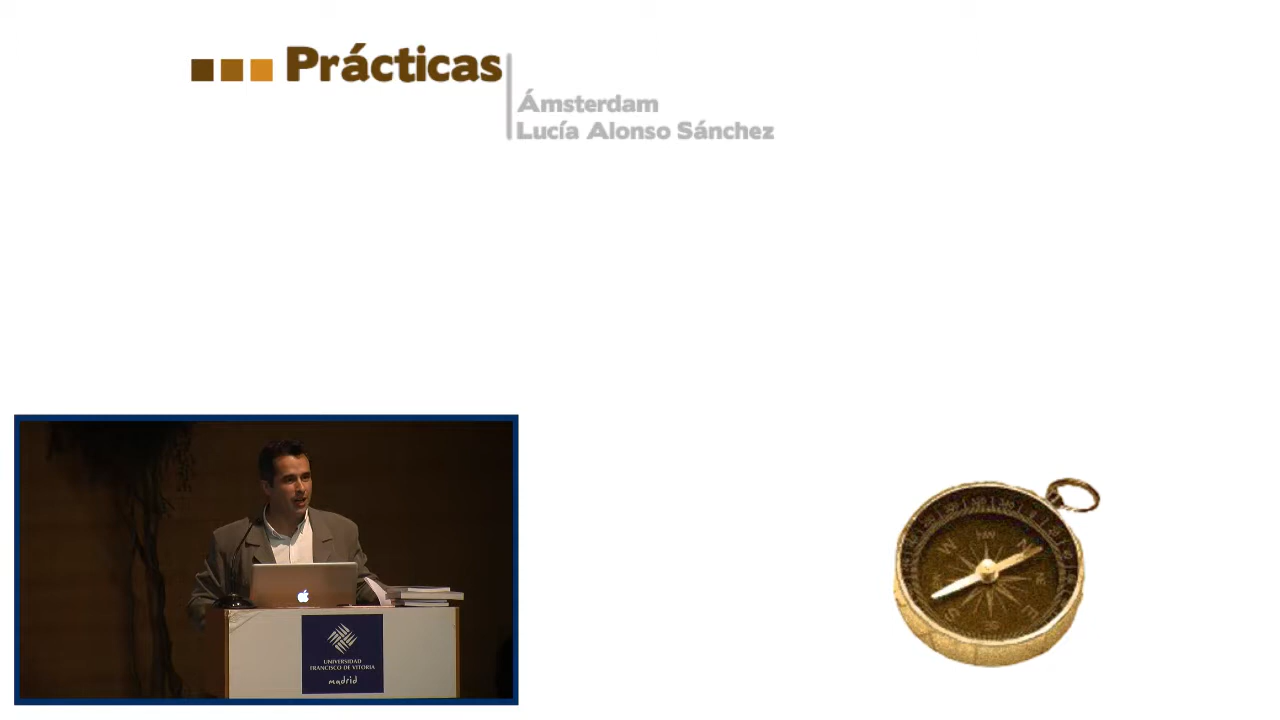 Prácticas
Ámsterdam
Lucía Alonso Sánchez
UNIVERSIDAD
FRANCISCO DE VITORIA
madrid
W
N
S
E